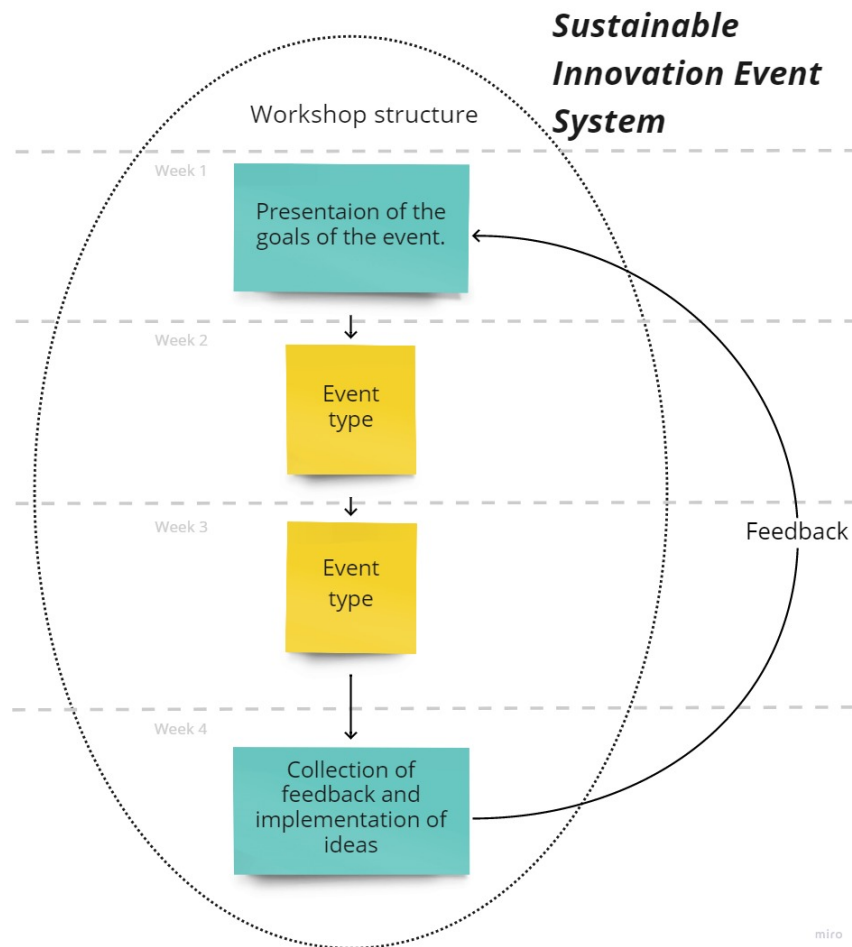 Sustainable
Innovation Event
System
Workshop structure
Week 1
Presentaion of the
goals of the event.
Week 2
Event
type
Week 3
Event
type
Feedback
Week 4
Collection of
feedback and
implementation of
ideas
miro